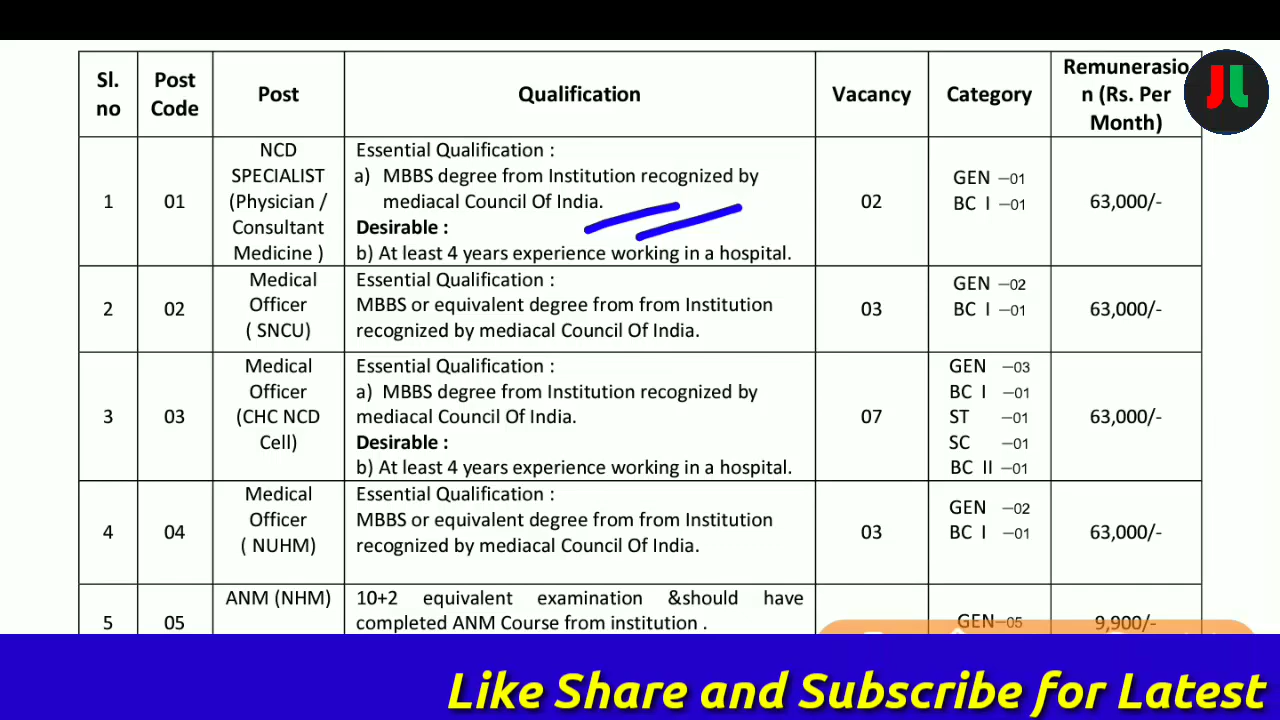 Sl. no Post Code Post Qualification Vacancy Category Remunerasio n (Rs. Per Month)
1 01 NCD SPECIALIST (Physician / Consultant Medicine )
Essential Qualification :
a) MBBS degree from Institution recognized by
mediacal Council Of India.
Desirable :
b) At least 4 years experience working in a hospital.
02
GEN –01
BC I –01
63,000/-
2 02 Medical Officer ( SNCU)
Essential Qualification :
MBBS or equivalent degree from from Institution
recognized by mediacal Council Of India.
03
GEN –02
BC I –01
63,000/-
3 03 Medical Officer (CHC NCD Cell)
Essential Qualification :
a) MBBS degree from Institution recognized by
mediacal Council Of India.
Desirable :
b) At least 4 years experience working in a hospital.
07
GEN –03
BC I –01
ST –01
SC –01
BC II –01
63,000/-
4 04 Medical Officer ( NUHM)
Essential Qualification :
MBBS or equivalent degree from from Institution
recognized by mediacal Council Of India.
03
GEN –02
BC I –01
63,000/-
5 05 ANM (NHM)
10+2 equivalent examination &should have
completed ANM Course from institution .
GEN–05
9,900/-
JL
Like Share and Subscribe for Latest